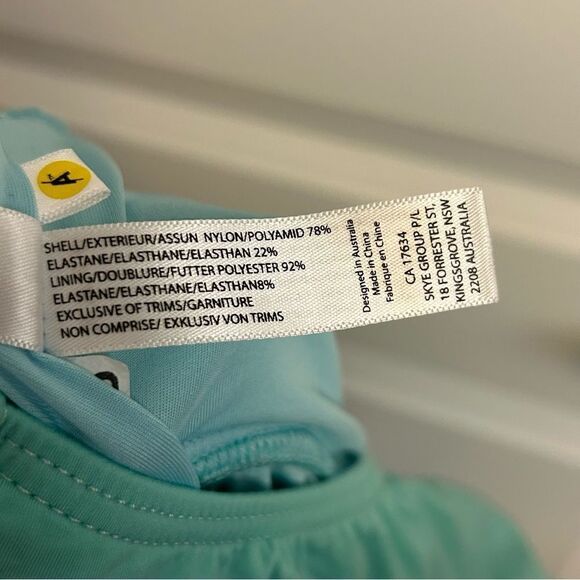 SHELL/EXTERIEUR/ASSUN NYLON/POLYAMID 78%
ELASTANE/ELASTHANE/ELASTHAN 22%
LINING/DOUBLURE/FUTTER POLYESTER 92%
ELASTANE/ELASTHANE/ELASTHAN8%
EXCLUSIVE OF TRIMS/GARNITURE
NON COMPRISE/ EXKLUSIV VON TRIMS
Designed in Australia
Made in China
Fabrique en Chine
CA 17634
SKYE GROUP P/L
18 FORRESTER ST,
KINGSGROVE, NSW
2208 AUSTRALIA